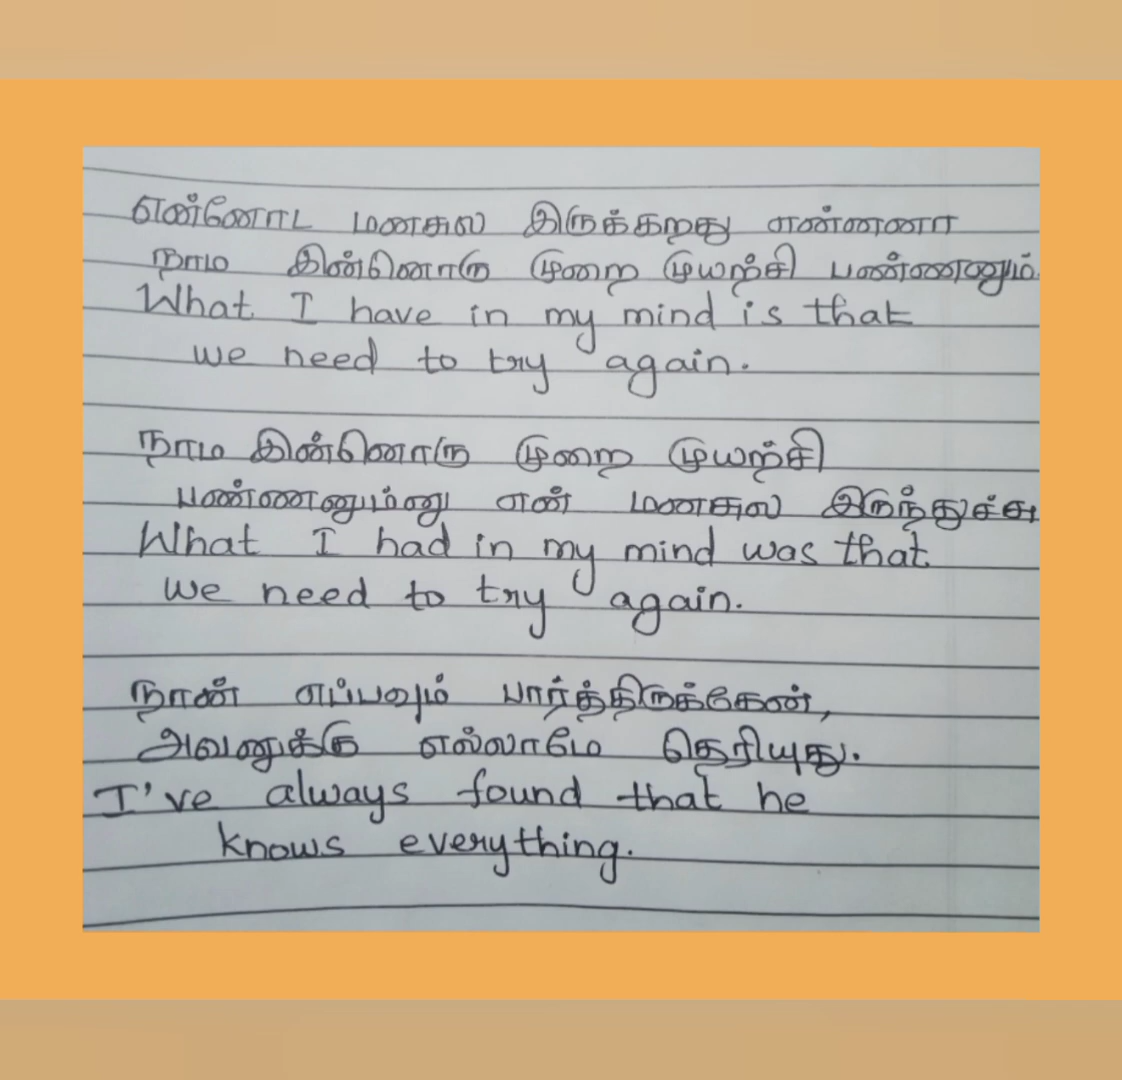 என்னோட மனசுல இருக்கறது என்னன்னா
நாம இன்னொரு முறை முயற்சி பண்ணணும்.
What I have in my mind is that
we need to try again.
நாம இன்னொரு முறை முயற்சி
பண்ணணும்னு என் மனசுல இருந்துச்சு
What I had in my mind was that
we need to try again.
நான் எப்பவும் பார்த்திருக்கேன்,
அவனுக்கு எல்லாமே தெரியுது.
I've always found that he
knows everything.